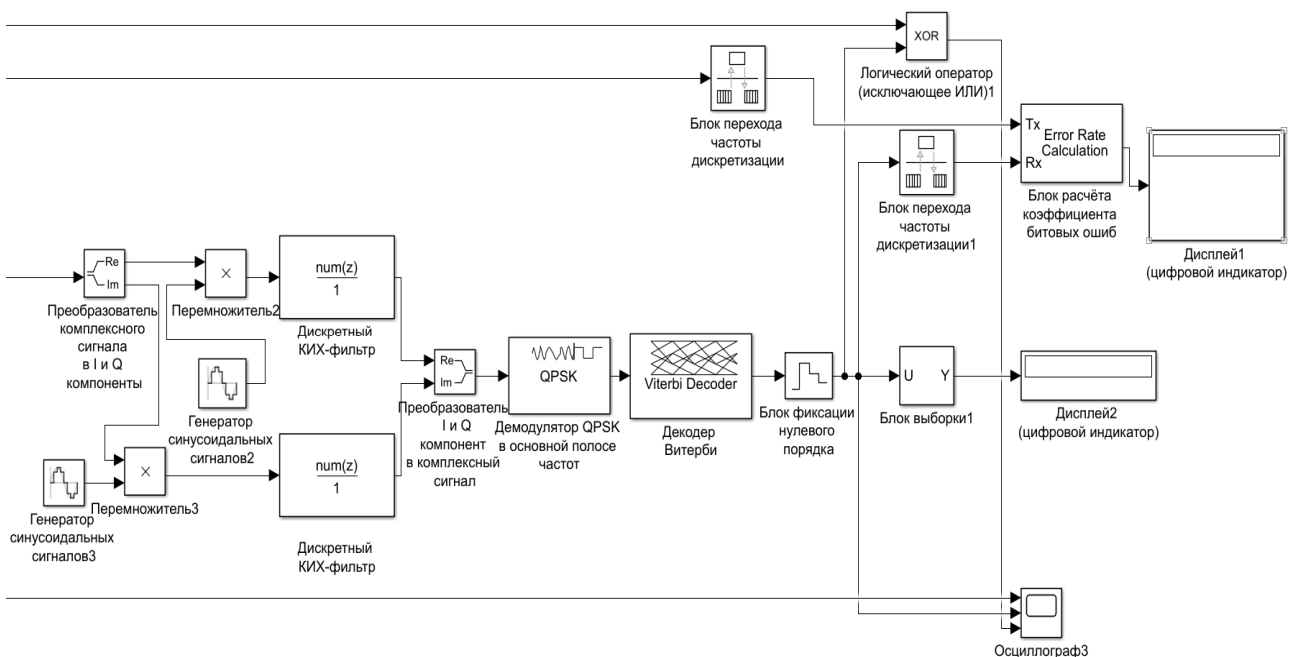 XOR
Логический оператор
(исключающее ИЛИ)1
Блок перехода
частоты
дискретизации
Tx
Error Rate
Calculation
Rx
Блок расчёта
коэффициента
битовых ошиб
Блок перехода
частоты
дискретизации1
Дисплей1
(цифровой индикатор)
Re
Im
Преобразователь
комплексного
сигнала
в I и Q
компоненты
×
Перемножитель2
num(z)
1
Дискретный
КИХ-фильтр
Генератор
синусоидальных
сигналов2
Re
Im
Преобразователь
I и Q
компонент
в комплексный
сигнал
QPSK
Демодулятор QPSK
в основной полосе
частот
Viterbi Decoder
Декодер
Витерби
Блок фиксации
нулевого
порядка
U Y
Блок выборки1
Дисплей2
(цифровой индикатор)
Генератор
синусоидальных
сигналов3
×
Перемножитель3
num(z)
1
Дискретный
КИХ-фильтр
Осциллограф3